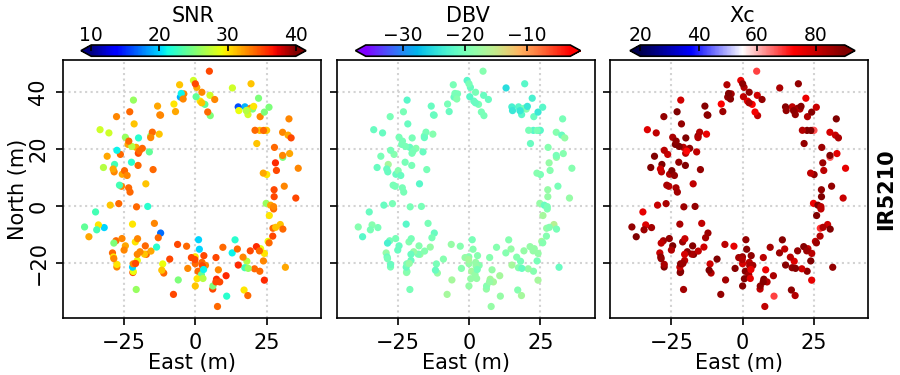 SNR DBV Xc
10 20 30 40 −30 −20 −10 20 40 60 80
40
20
0
−20
North (m)
IR5210
−25 0 25 −25 0 25 −25 0 25
East (m) East (m) East (m)